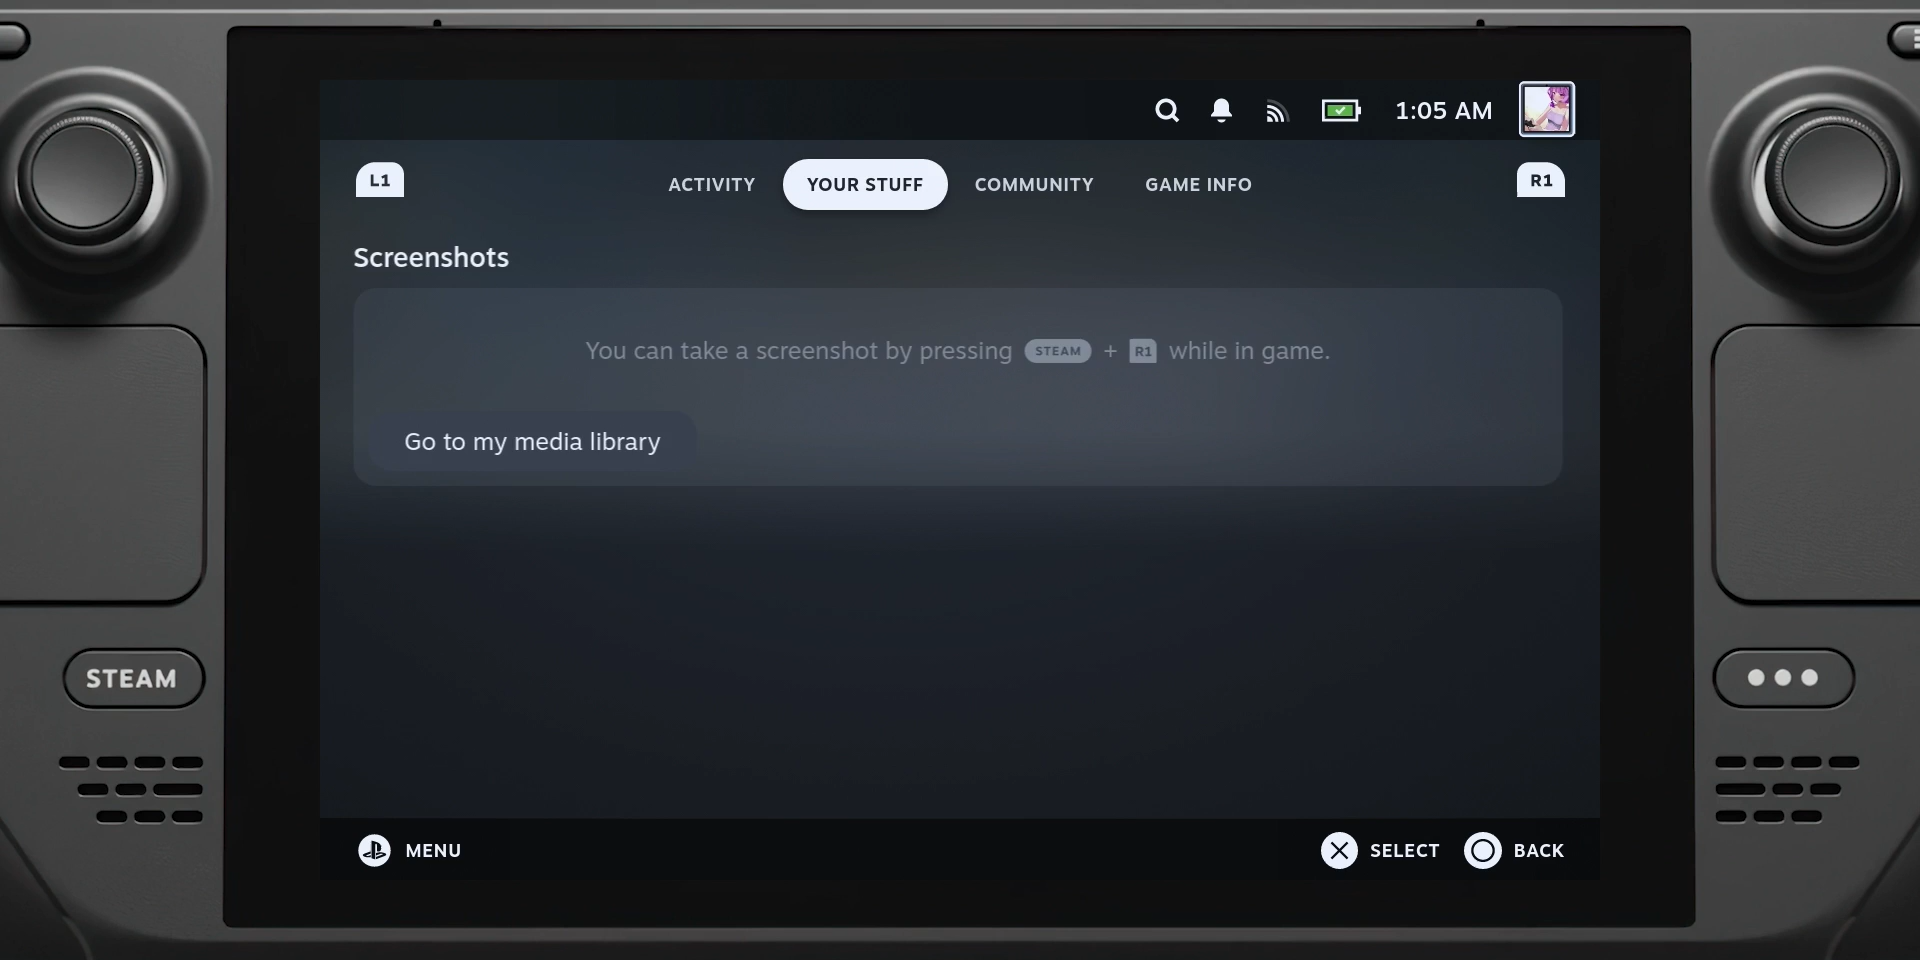 1:05 AM
L1
ACTIVITY YOUR STUFF COMMUNITY GAME INFO
R1
Screenshots
You can take a screenshot by pressing STEAM + R1 while in game.
Go to my media library
STEAM
MENU
SELECT BACK